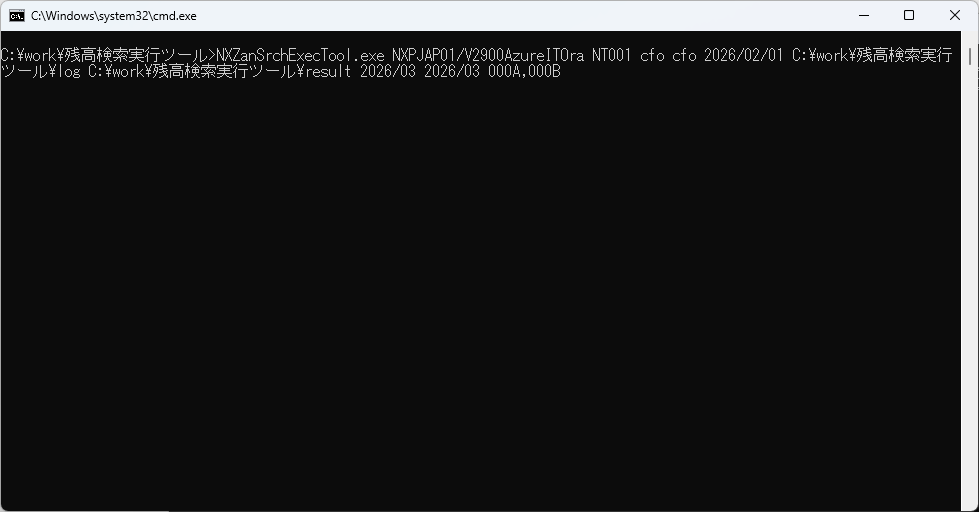 C:\Windows\system32\cmd.exe
C:¥work¥残高検索実行ツール>NXZanSrchExecTool.exe NXPJAP01/V2900AzureITOra NT001 cfo cfo 2026/02/01 C:¥work¥残高検索実行
ツール¥log C:¥work¥残高検索実行ツール¥result 2026/03 2026/03 000A,000B